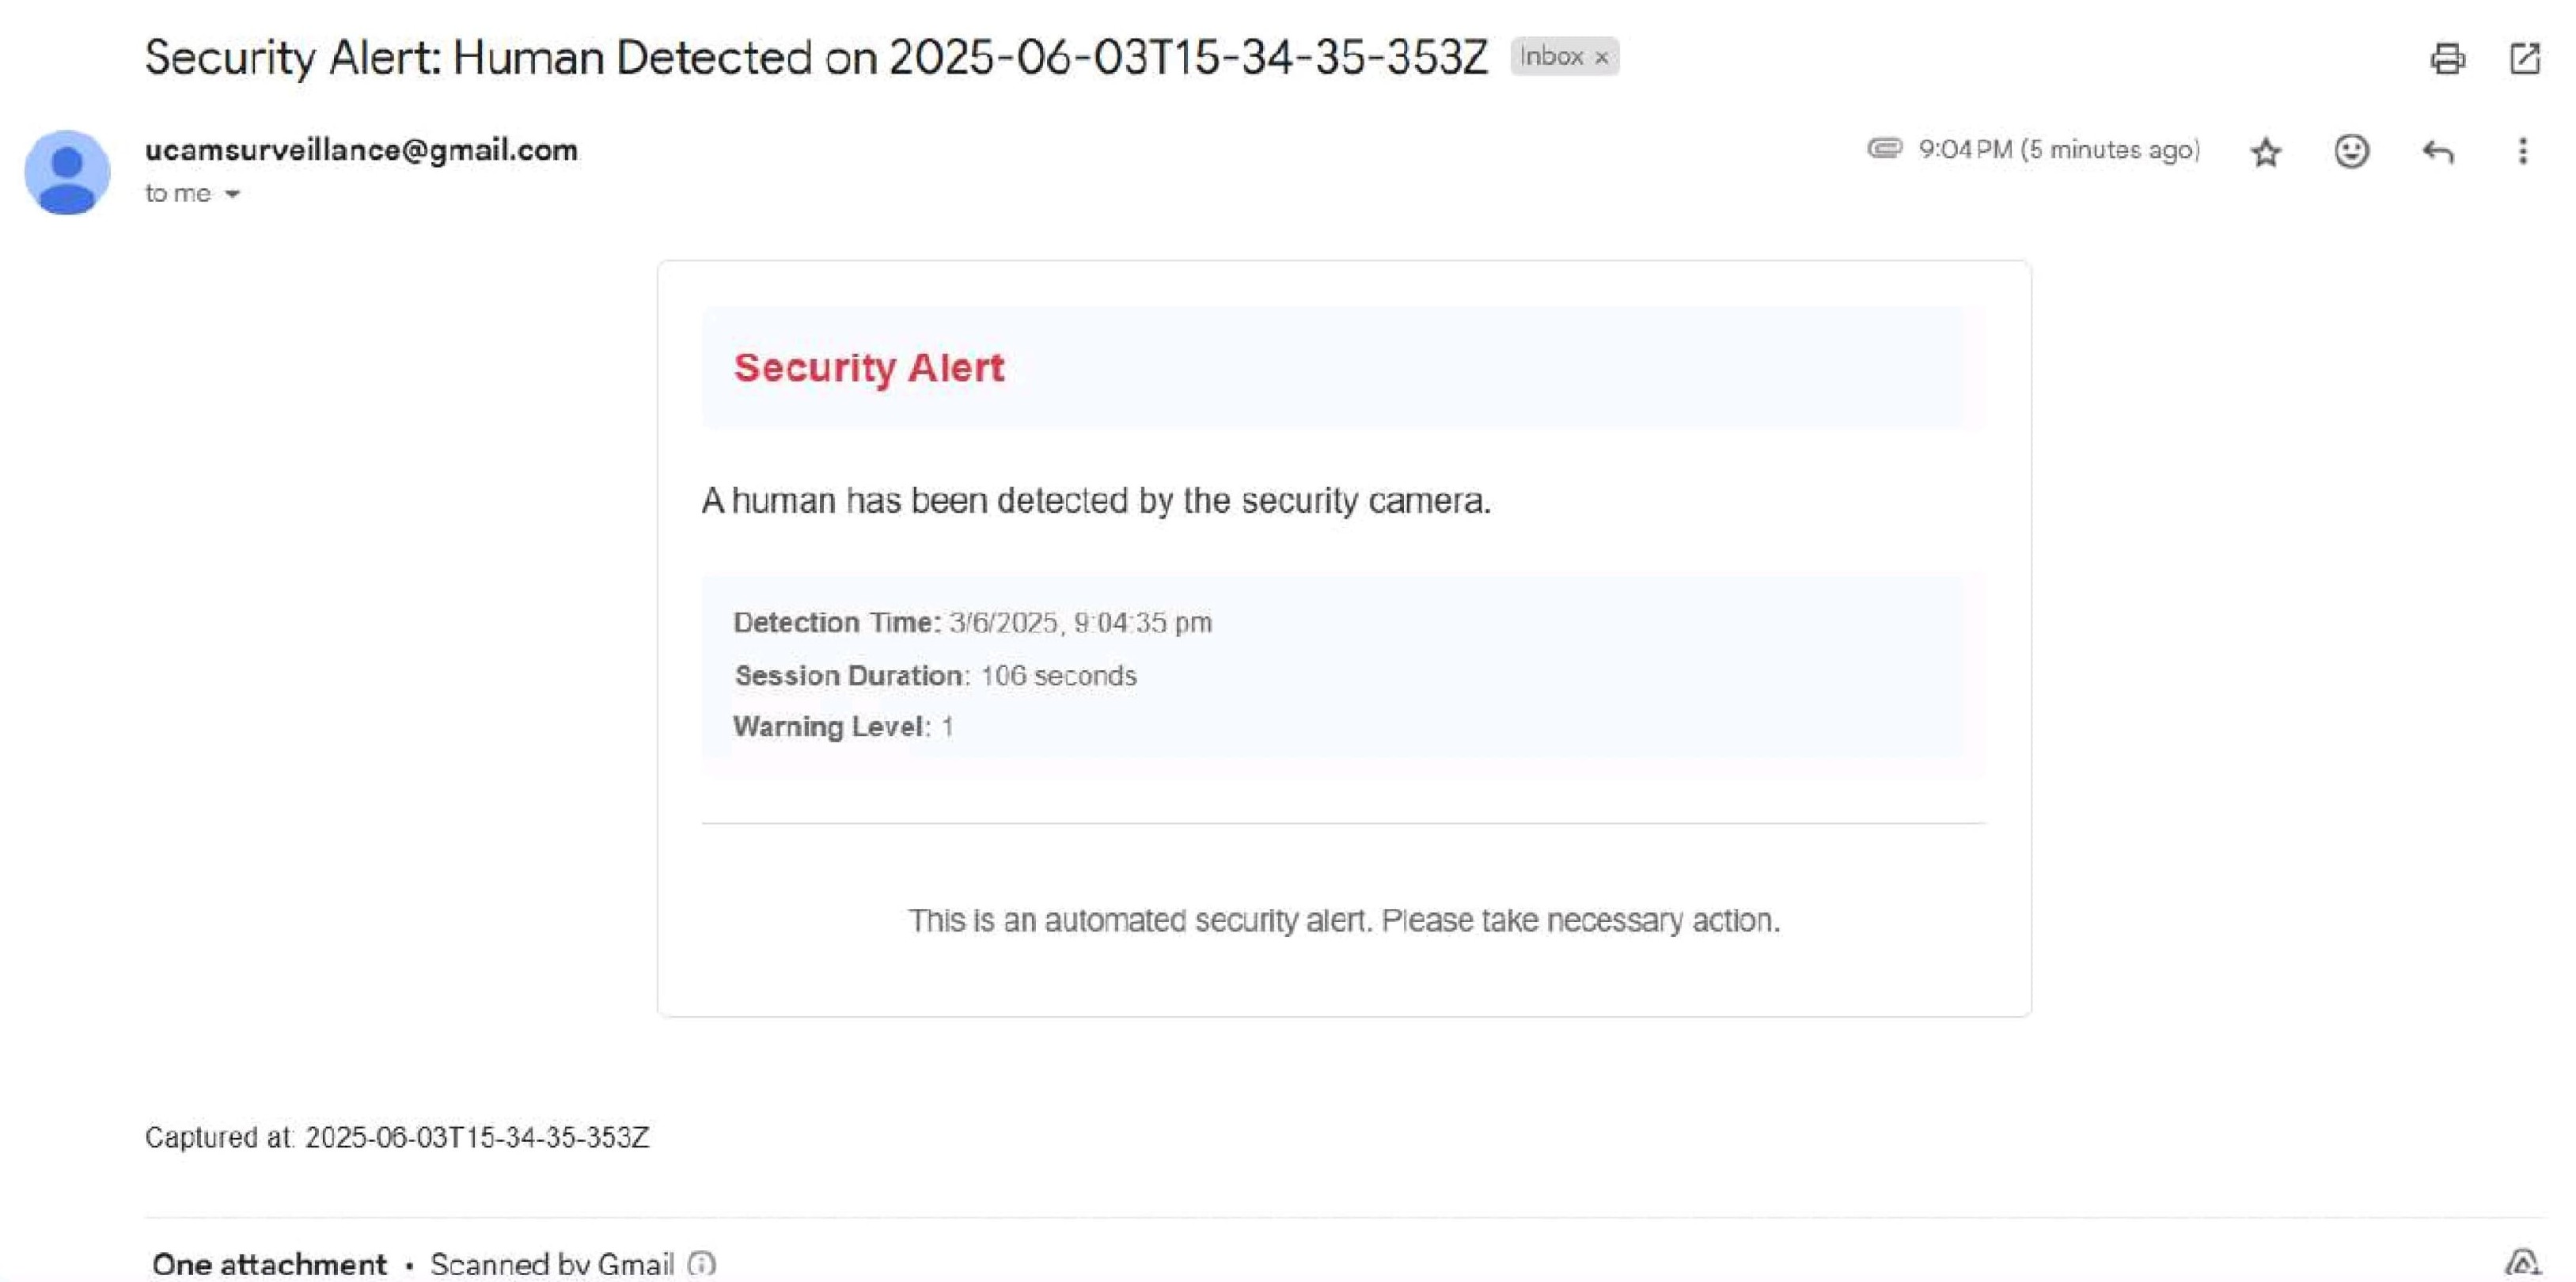 Security Alert: Human Detected on 2025-06-03T15-34-35-353Z Inbox x
ucamsurveillance@gmail.com 9:04 PM (5 minutes ago)
to me
Security Alert
A human has been detected by the security camera.
Detection Time: 3/6/2025, 9:04:35 pm
Session Duration: 106 seconds
Warning Level: 1
This is an automated security alert. Please take necessary action.
Captured at: 2025-06-03T15-34-35-353Z
One attachment • Scanned by Gmail